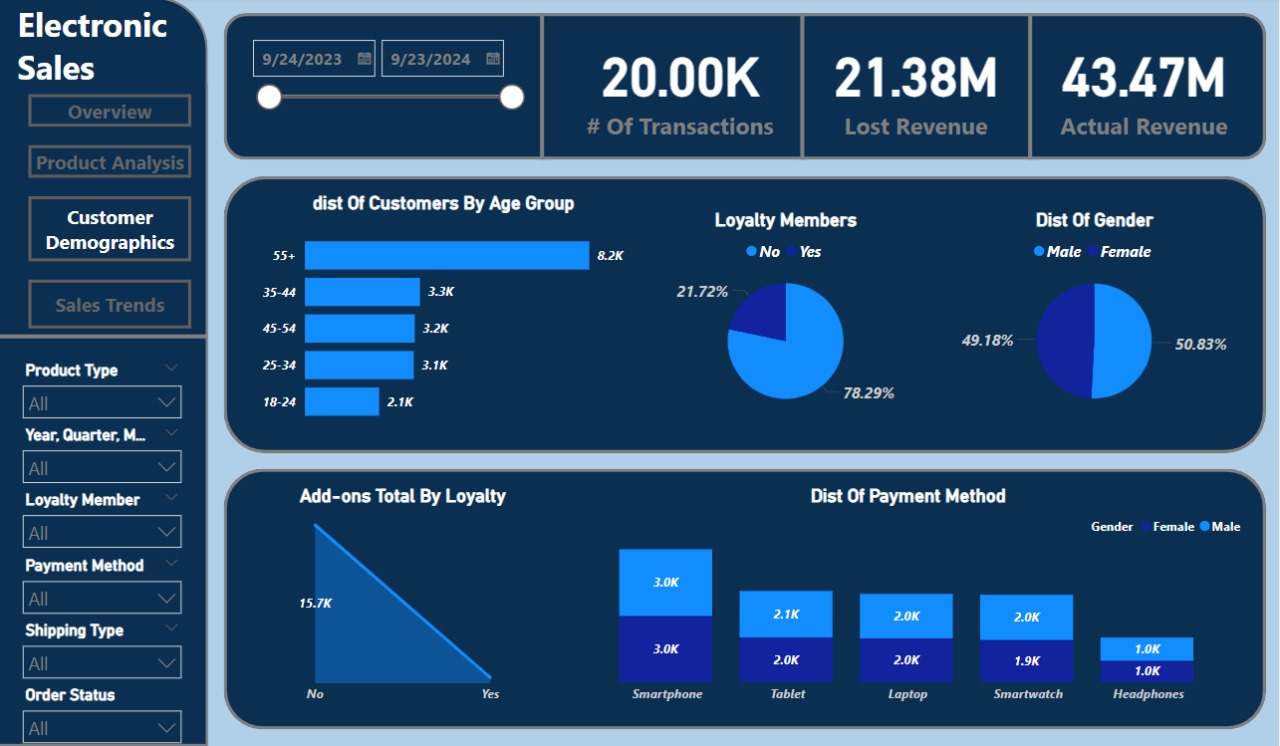 Electronic
Sales
Overview
Product Analysis
Customer
Demographics
Sales Trends
Product Type
All
Year, Quarter, M...
All
Loyalty Member
All
Payment Method
All
Shipping Type
All
Order Status
All
9/24/2023
9/23/2024
20.00K
# Of Transactions
21.38M
Lost Revenue
43.47M
Actual Revenue
dist Of Customers By Age Group
55+ 8.2K
35-44 3.3K
45-54 3.2K
25-34 3.1K
18-24 2.1K
Loyalty Members
No Yes
21.72%
78.29%
Dist Of Gender
Male Female
49.18%
50.83%
Add-ons Total By Loyalty
15.7K
No Yes
Dist Of Payment Method
Gender Female Male
3.0K 2.1K 2.0K 2.0K 1.0K
3.0K 2.0K 2.0K 1.9K 1.0K
Smartphone Tablet Laptop Smartwatch Headphones